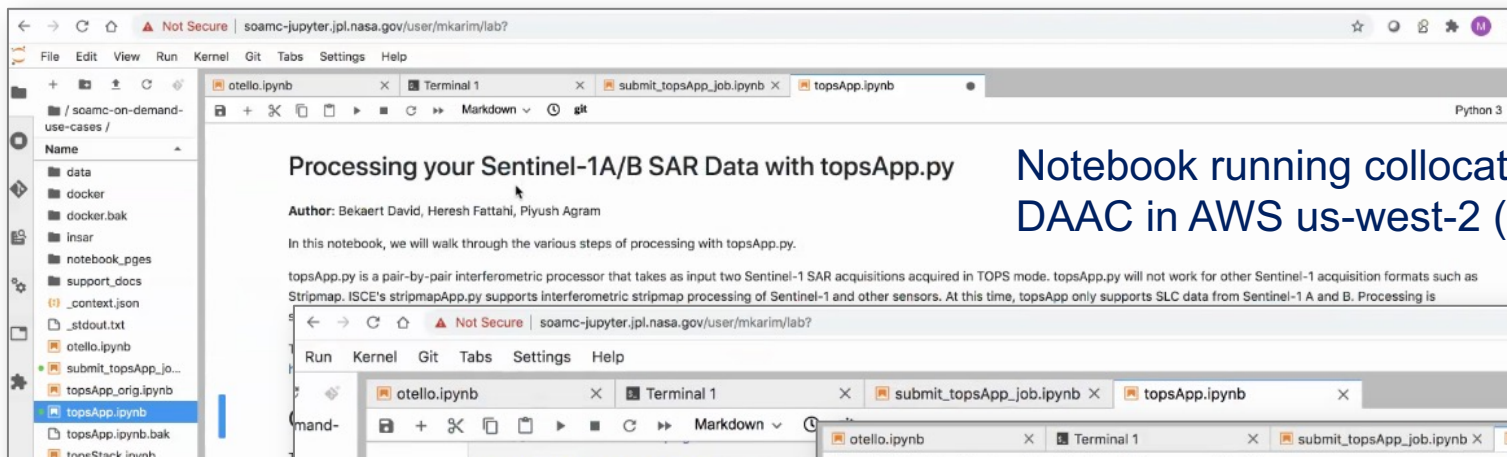 Not Secure | soamc-jupyter.jpl.nasa.gov/user/mkarim/lab?
M
File Edit View Run Kernel Git Tabs Settings Help
otello.ipynb
Terminal 1
submit_topsApp_job.ipynb
topsApp.ipynb
/ soamc-on-demand-
use-cases /
Markdown
git
Python 3
Name
data
docker
docker.bak
insar
notebook_pges
support_docs
_context.json
_stdout.txt
otello.ipynb
submit_topsApp_jo...
topsApp_orig.ipynb
topsApp.ipynb
topsApp.ipynb.bak
topsStack.ipynb
Processing your Sentinel-1A/B SAR Data with topsApp.py
Author: Bekaert David, Heresh Fattahi, Piyush Agram
In this notebook, we will walk through the various steps of processing with topsApp.py.
topsApp.py is a pair-by-pair interferometric processor that takes as input two Sentinel-1 SAR acquisitions acquired in TOPS mode. topsApp.py will not work for other Sentinel-1 acquisition formats such as
Stripmap. ISCE's stripmapApp.py supports interferometric stripmap processing of Sentinel-1 and other sensors. At this time, topsApp only supports SLC data from Sentinel-1 A and B. Processing is
Notebook running collocat
DAAC in AWS us-west-2 (
Not Secure | soamc-jupyter.jpl.nasa.gov/user/mkarim/lab?
Run Kernel Git Tabs Settings Help
otello.ipynb
Terminal 1
submit_topsApp_job.ipynb
topsApp.ipynb
mand-
Markdown
otello.ipynb
Terminal 1
submit_topsApp_job.ipynb